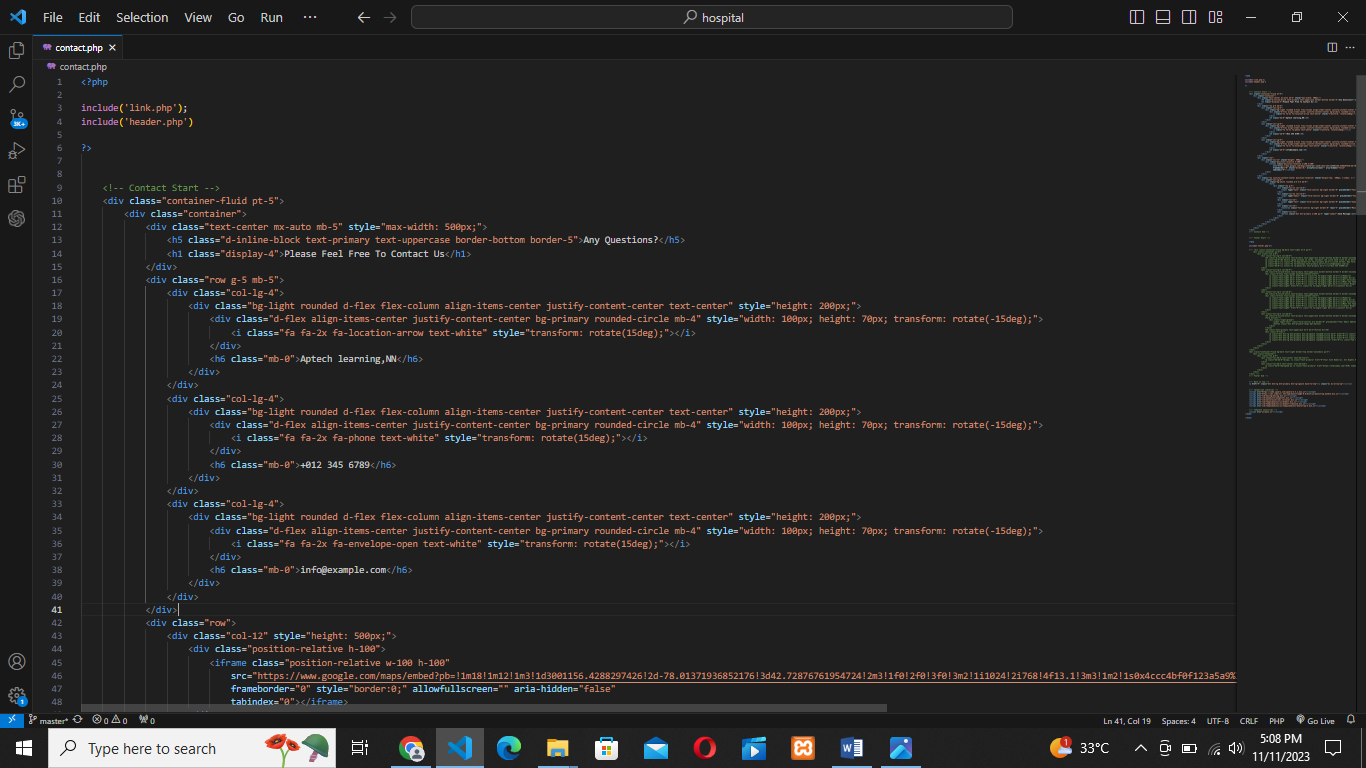 File Edit Selection View Go Run ··· hospital
contact.php
contact.php
1 <?php
2
3 include('link.php');
4 include('header.php')
5
6 ?>
7
8
9 <!-- Contact Start -->
10 <div class="container-fluid pt-5">
11 <div class="container">
12 <div class="text-center mx-auto mb-5" style="max-width: 500px;">
13 <h5 class="d-inline-block text-primary text-uppercase border-bottom border-5">Any Questions?</h5>
14 <h1 class="display-4">Please Feel Free To Contact Us</h1>
15 </div>
16 <div class="row g-5 mb-5">
17 <div class="col-lg-4">
18 <div class="bg-light rounded d-flex flex-column align-items-center justify-content-center text-center" style="height: 200px;">
19 <div class="d-flex align-items-center justify-content-center bg-primary rounded-circle mb-4" style="width: 100px; height: 70px; transform: rotate(-15deg);">
20 <i class="fa fa-2x fa-location-arrow text-white" style="transform: rotate(15deg);"></i>
21 </div>
22 <h6 class="mb-0">Aptech learning,NN</h6>
23 </div>
24 </div>
25 <div class="col-lg-4">
26 <div class="bg-light rounded d-flex flex-column align-items-center justify-content-center text-center" style="height: 200px;">
27 <div class="d-flex align-items-center justify-content-center bg-primary rounded-circle mb-4" style="width: 100px; height: 70px; transform: rotate(-15deg);">
28 <i class="fa fa-2x fa-phone text-white" style="transform: rotate(15deg);"></i>
29 </div>
30 <h6 class="mb-0">+012 345 6789</h6>
31 </div>
32 </div>
33 <div class="col-lg-4">
34 <div class="bg-light rounded d-flex flex-column align-items-center justify-content-center text-center" style="height: 200px;">
35 <div class="d-flex align-items-center justify-content-center bg-primary rounded-circle mb-4" style="width: 100px; height: 70px; transform: rotate(-15deg);">
36 <i class="fa fa-2x fa-envelope-open text-white" style="transform: rotate(15deg);"></i>
37 </div>
38 <h6 class="mb-0">info@example.com</h6>
39 </div>
40 </div>
41 </div>
42 <div class="row">
43 <div class="col-12" style="height: 500px;">
44 <div class="position-relative h-100">
45 <iframe class="position-relative w-100 h-100"
46 src="https://www.google.com/maps/embed?pb=!1m18!1m12!1m3!1d3001156.4288297426!2d-78.01371936852176!3d42.72876761954724!2m3!1f0!2f0!3f0!3m2!1i1024!2i768!4f13.1!3m3!1m2!1s0x4ccc4bf0f123a5a9%
47 frameborder="0" style="border:0;" allowfullscreen="" aria-hidden="false"
48 tabindex="0"></iframe>
3K+
1
master* 0 0 0 Ln 41, Col 19 Spaces: 4 UTF-8 CRLF PHP Go Live
Type here to search 1 33°C 5:08 PM
11/11/2023